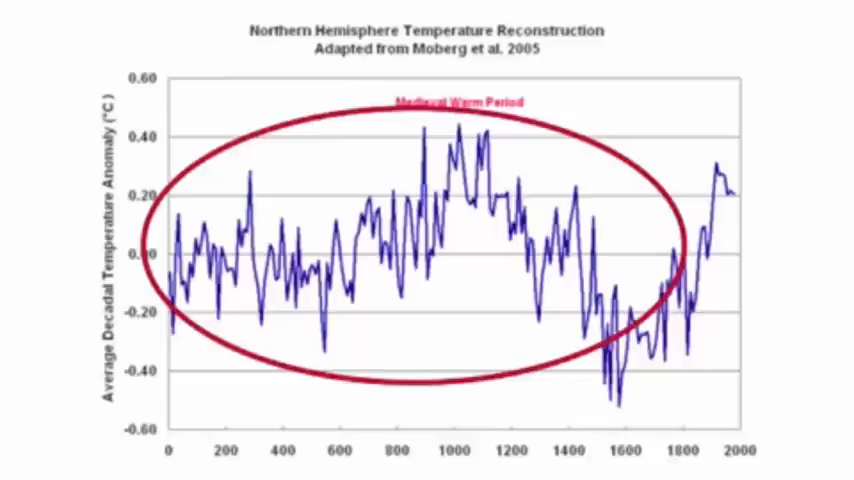 Northern Hemisphere Temperature Reconstruction
Adapted from Moberg et al. 2005
Average Decadal Temperature Anomaly (°C )
0.60
Medieval Warm Period
0.40
0.20
0.00
-0.20
-0.40
-0.60
0 200 400 600 800 1000 1200 1400 1600 1800 2000